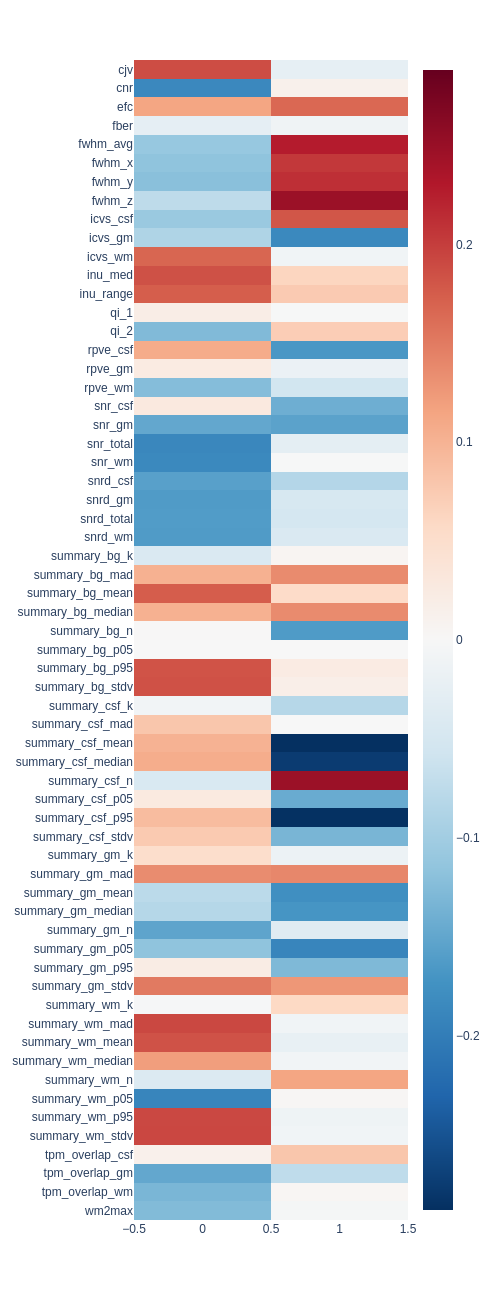 cjv
cnr
efc
fber
fwhm_avg
fwhm_x
fwhm_y
fwhm_z
icvs_csf
icvs_gm
icvs_wm
inu_med
inu_range
qi_1
qi_2
rpve_csf
rpve_gm
rpve_wm
snr_csf
snr_gm
snr_total
snr_wm
snrd_csf
snrd_gm
snrd_total
snrd_wm
summary_bg_k
summary_bg_mad
summary_bg_mean
summary_bg_median
summary_bg_n
summary_bg_p05
summary_bg_p95
summary_bg_stdv
summary_csf_k
summary_csf_mad
summary_csf_mean
summary_csf_median
summary_csf_n
summary_csf_p05
summary_csf_p95
summary_csf_stdv
summary_gm_k
summary_gm_mad
summary_gm_mean
summary_gm_median
summary_gm_n
summary_gm_p05
summary_gm_p95
summary_gm_stdv
summary_wm_k
summary_wm_mad
summary_wm_mean
summary_wm_median
summary_wm_n
summary_wm_p05
summary_wm_p95
summary_wm_stdv
tpm_overlap_csf
tpm_overlap_gm
tpm_overlap_wm
wm2max
−0.5 0 0.5 1 1.5
0.2
0.1
0
−0.1
−0.2